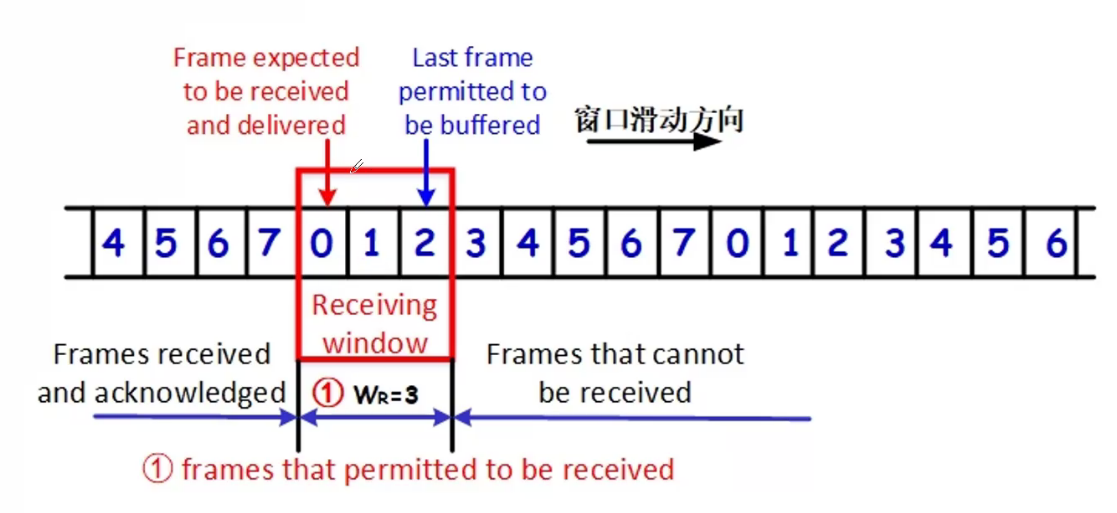 Frame expected
to be received
and delivered
Last frame
permitted to
be buffered
窗口滑动方向
4 5 6 7 0 1 2 3 4 5 6 7 0 1 2 3 4 5 6
Receiving
window
Frames received
and acknowledged
① WR=3
Frames that cannot
be received
① frames that permitted to be received